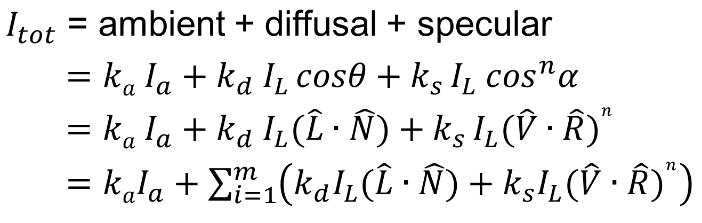 I_tot = ambient + diffusal + specular
= k_a I_a + k_d I_L cosθ + k_s I_L cosⁿα
= k_a I_a + k_d I_L(L̂ · N̂) + k_s I_L(V̂ · R̂)ⁿ
= k_a I_a + ∑_{i=1}^{m}(k_d I_L(L̂ · N̂) + k_s I_L(V̂ · R̂)ⁿ)